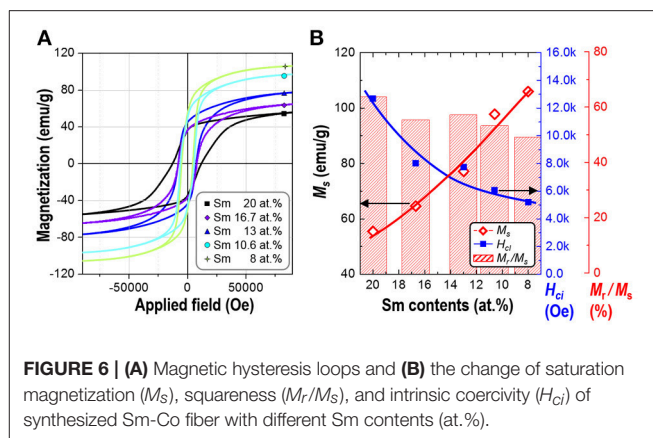 A
B
120
80
40
0
-40
-80
-120
Magnetization (emu/g)
-50000 0 50000
Applied field (Oe)
Sm 20 at.%
Sm 16.7 at.%
Sm 13 at.%
Sm 10.6 at.%
Sm 8 at.%
120
100
80
60
40
Ms (emu/g)
20 18 16 14 12 10 8
Sm contents (at.%)
Ms
Hci
Mr/Ms
16.0k
14.0k
12.0k
10.0k
8.0k
6.0k
4.0k
2.0k
0.0
Hci
(Oe)
80
60
40
20
0
Mr/Ms
(%)
FIGURE 6 | (A) Magnetic hysteresis loops and (B) the change of saturation
magnetization (Ms), squareness (Mr/Ms), and intrinsic coercivity (Hci) of
synthesized Sm-Co fiber with different Sm contents (at.%).